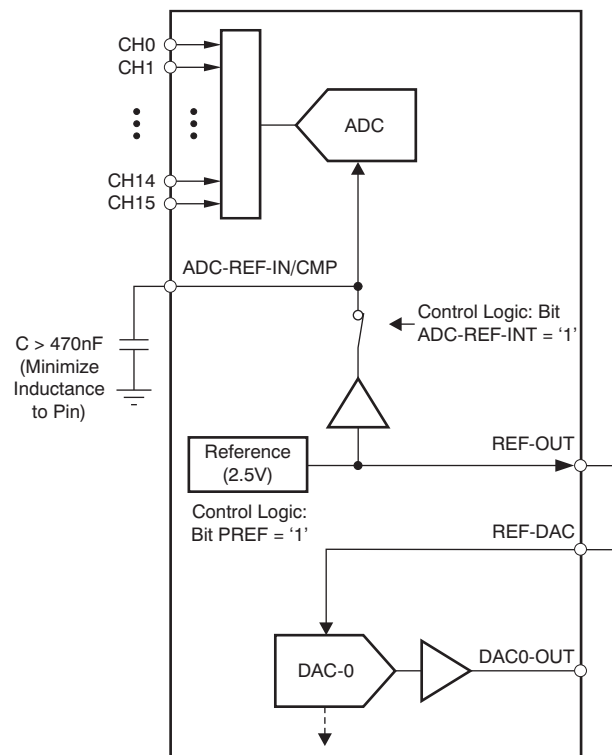 CH0
CH1
ADC
CH14
CH15
ADC-REF-IN/CMP
Control Logic: Bit
ADC-REF-INT = ‘1’
C > 470nF
(Minimize
Inductance
to Pin)
Reference
(2.5V)
REF-OUT
Control Logic:
Bit PREF = ‘1’
REF-DAC
DAC-0
DAC0-OUT